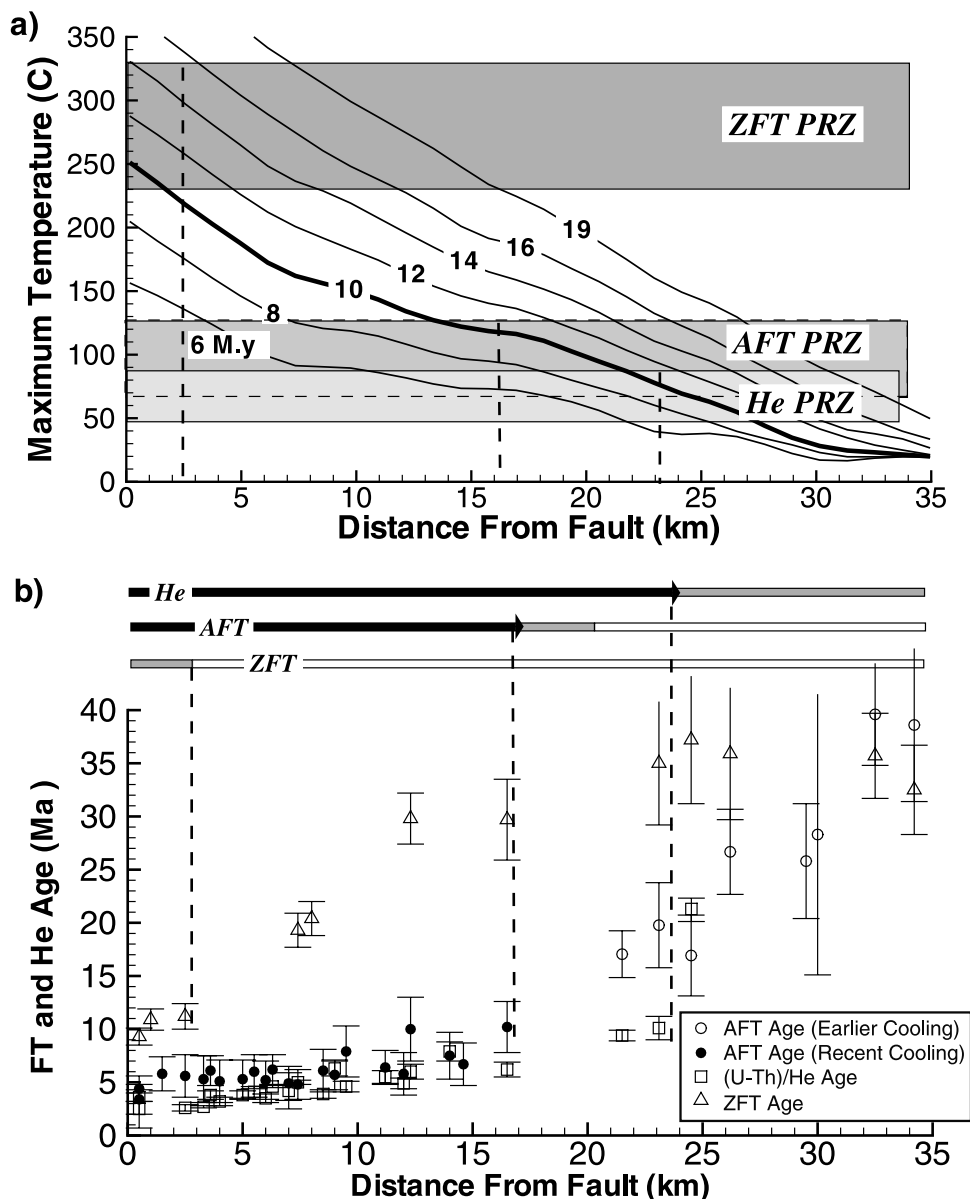 a)
Maximum Temperature (C)
350
300
250
200
150
100
50
0
ZFT PRZ
AFT PRZ
He PRZ
19
16
14
12
10
8
6 M.y
0 5 10 15 20 25 30 35
Distance From Fault (km)
b)
He
AFT
ZFT
FT and He Age (Ma)
40
35
30
25
20
15
10
5
0
AFT Age (Earlier Cooling)
AFT Age (Recent Cooling)
(U-Th)/He Age
ZFT Age
0 5 10 15 20 25 30 35
Distance From Fault (km)